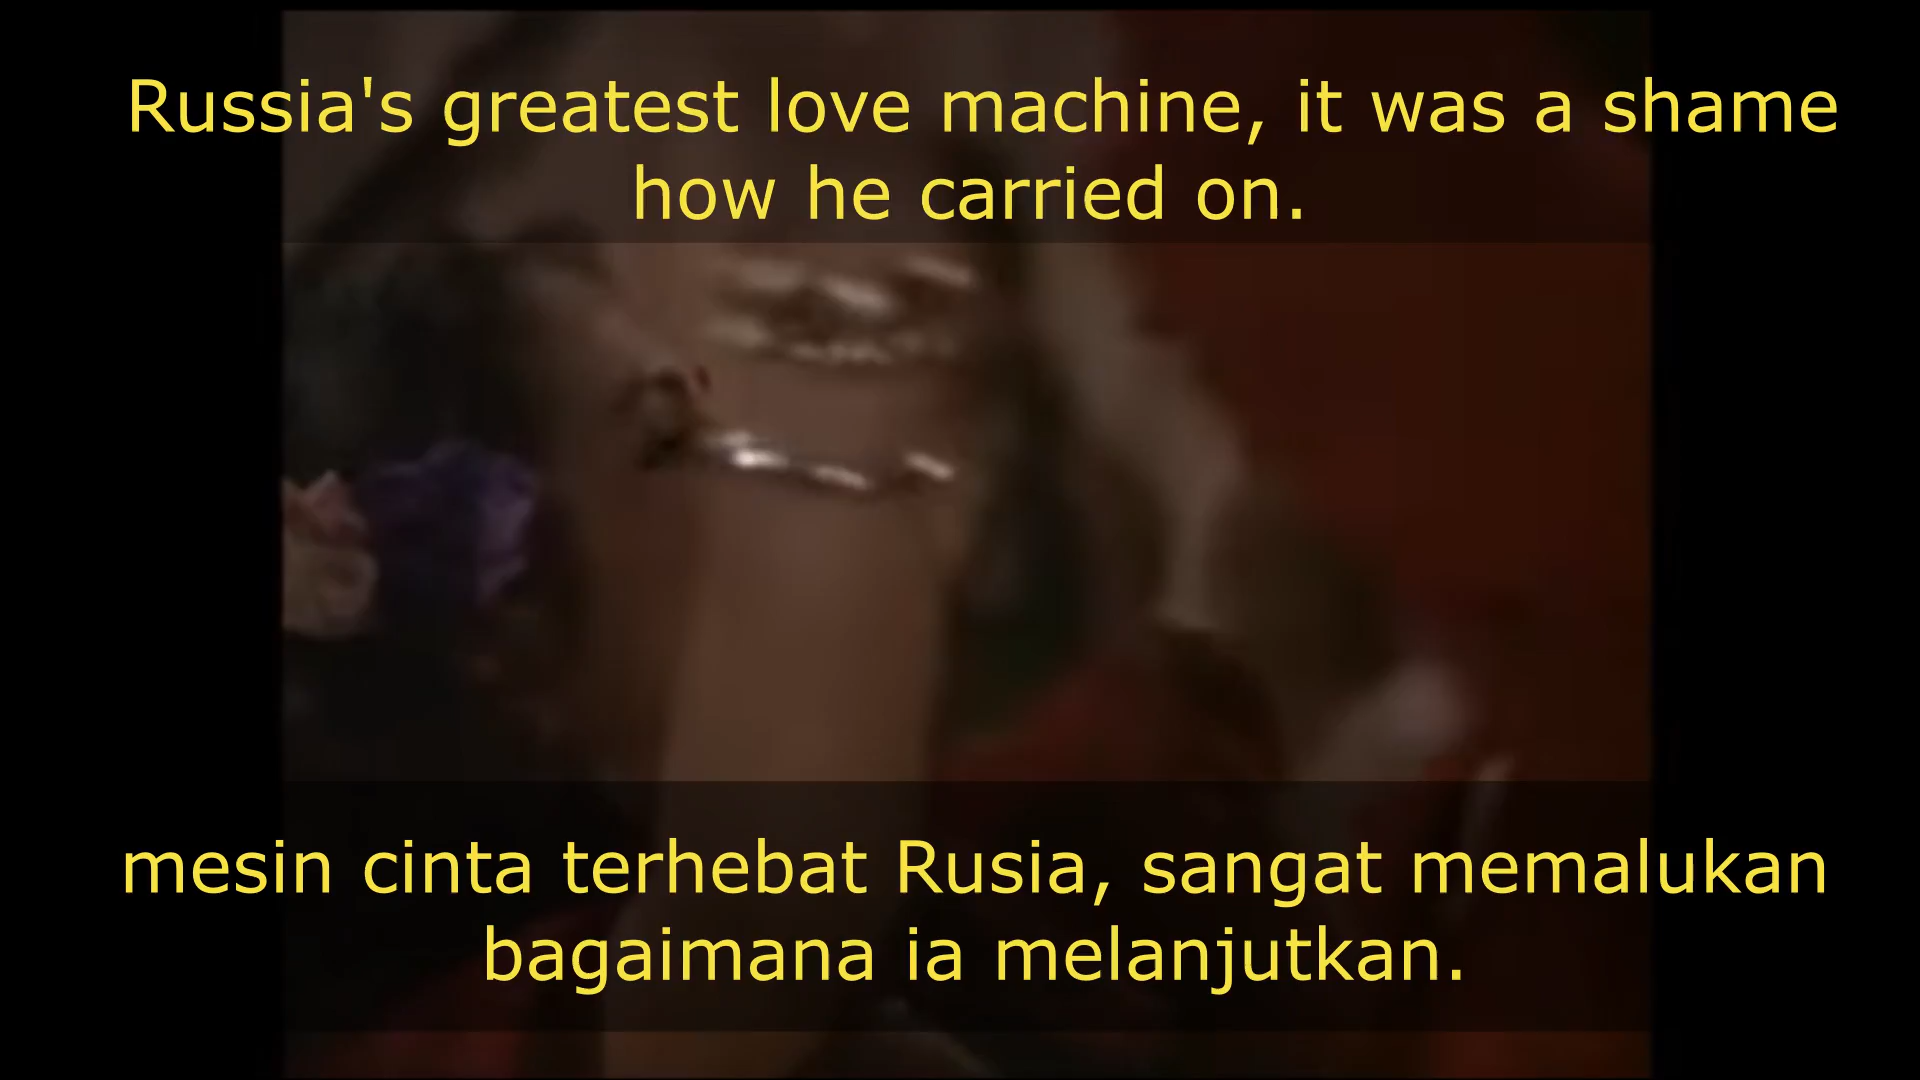 Russia's greatest love machine, it was a shame
how he carried on.
mesin cinta terhebat Rusia, sangat memalukan
bagaimana ia melanjutkan.